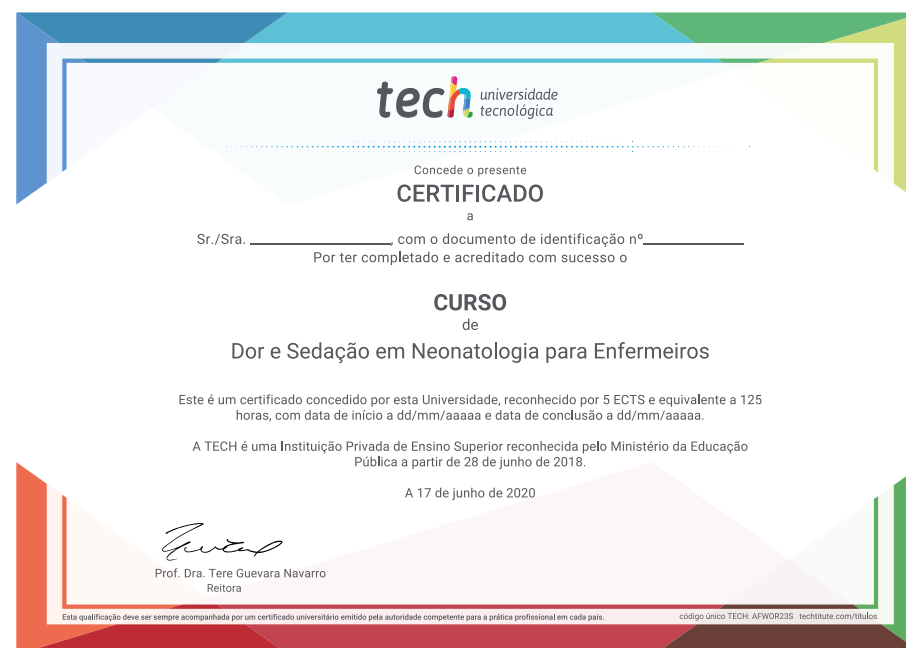 tech universidade
tecnológica
Concede o presente
CERTIFICADO
a
Sr./Sra. , com o documento de identificação nº
Por ter completado e acreditado com sucesso o
CURSO
de
Dor e Sedação em Neonatologia para Enfermeiros
Este é um certificado concedido por esta Universidade, reconhecido por 5 ECTS e equivalente a 125
horas, com data de início a dd/mm/aaaaa e data de conclusão a dd/mm/aaaaa.
A TECH é uma Instituição Privada de Ensino Superior reconhecida pelo Ministério da Educação
Pública a partir de 28 de junho de 2018.
A 17 de junho de 2020
Prof. Dra. Tere Guevara Navarro
Reitora
Esta qualificação deve ser sempre acompanhada por um certificado universitário emitido pela autoridade competente para a prática profissional em cada país.
código único TECH: AFWOR23S techtitute.com/titulos